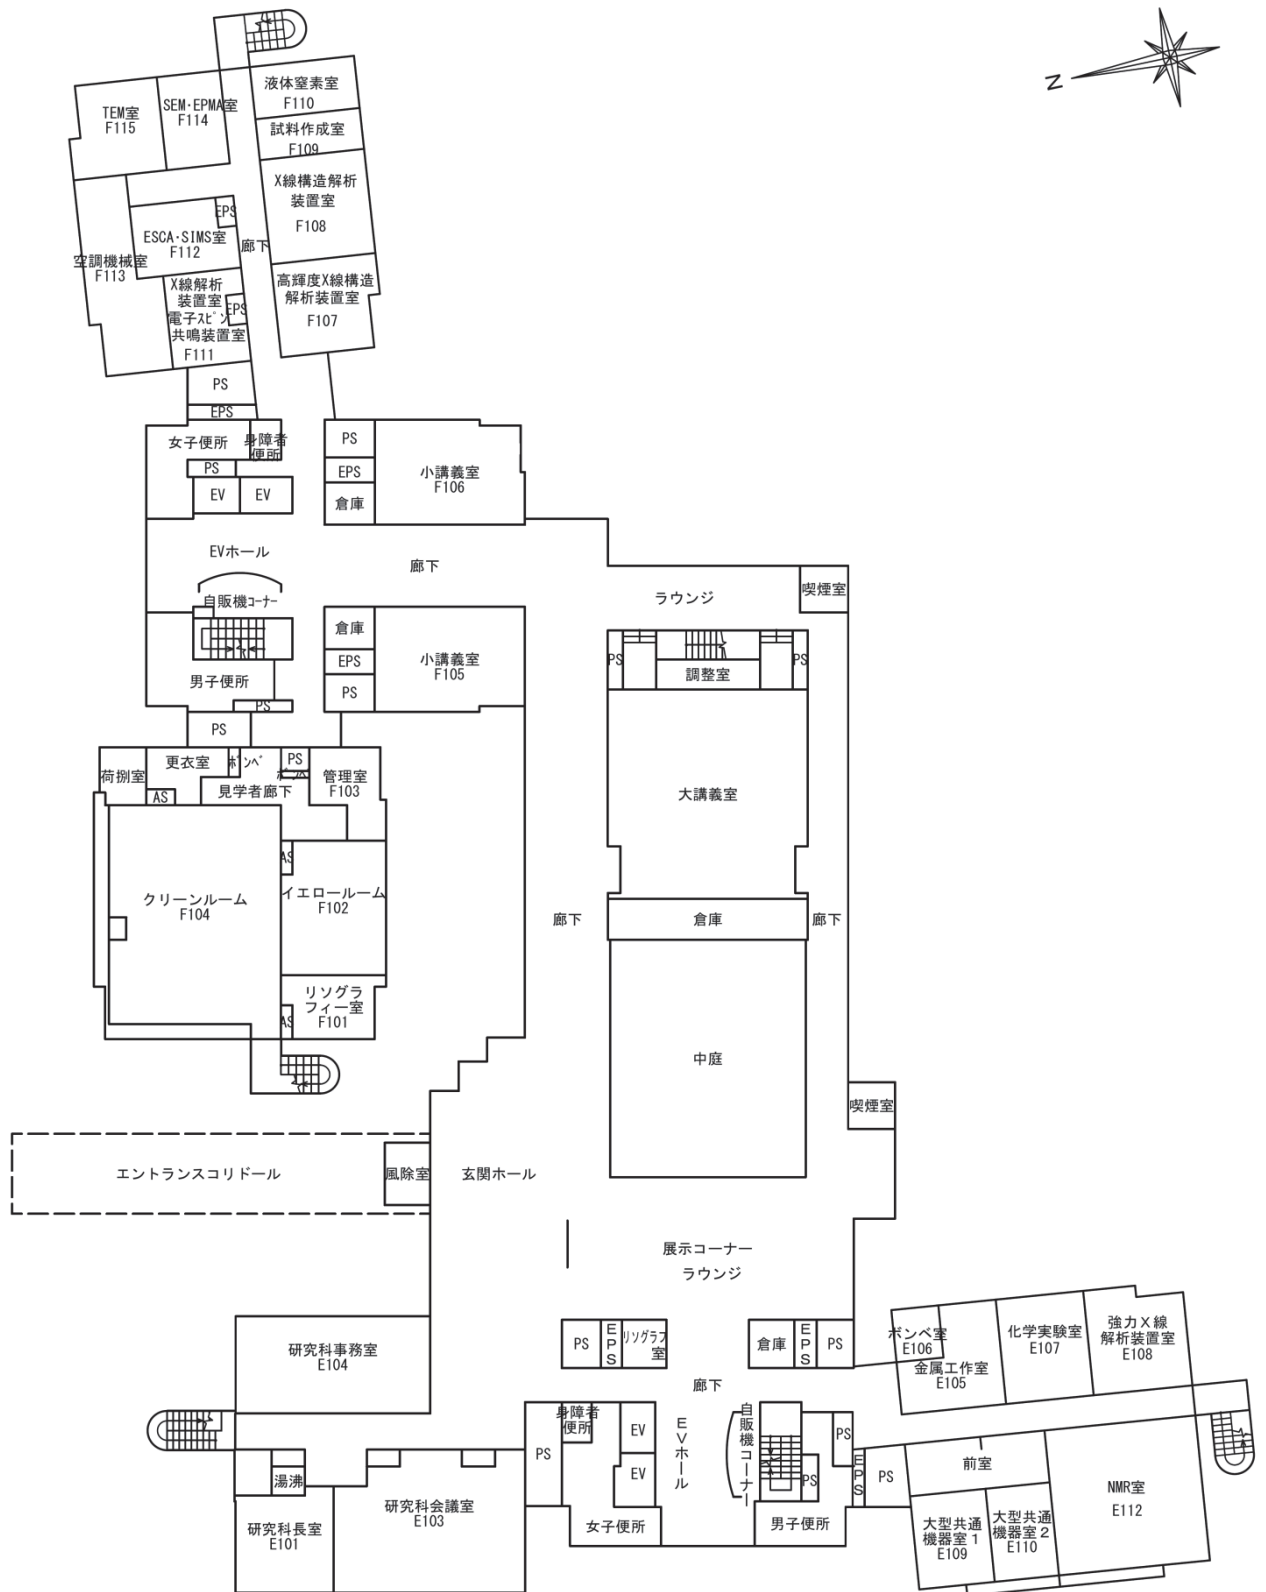 N
液体窒素室
F110
TEM室
F115
SEM・EPMA室
F114
試料作成室
F109
X線構造解析
装置室
F108
EPS
ESCA・SIMS室
F112
廊下
空調機械室
F113
X線解析
装置室
電子スピン
共鳴装置室
F111
EPS
高輝度X線構造
解析装置室
F107
PS
EPS
女子便所
身障者
便所
PS
EV
EV
PS
EPS
倉庫
小講義室
F106
EVホール
廊下
自販機コーナー
ラウンジ
喫煙室
倉庫
EPS
PS
小講義室
F105
男子便所
PS
PS
PS
PS
調整室
荷捌室
更衣室
ボンベ
PS
ボンベ
管理室
F103
AS
見学者廊下
大講義室
AS
クリーンルーム
F104
イエロールーム
F102
廊下
倉庫
廊下
リソグラ
フィー室
F101
AS
中庭
喫煙室
エントランスコリドール
風除室
玄関ホール
展示コーナー
ラウンジ
研究科事務室
E104
PS
EPS
リソグラフ
室
倉庫
EPS
PS
ボンベ室
E106
金属工作室
E105
化学実験室
E107
強力X線
解析装置室
E108
廊下
身障者
便所
PS
EV
EV
EVホール
自販機コーナー
PS
PS
EPS
PS
前室
NMR室
E112
湯沸
研究科長室
E101
研究科会議室
E103
女子便所
男子便所
大型共通
機器室1
E109
大型共通
機器室2
E110